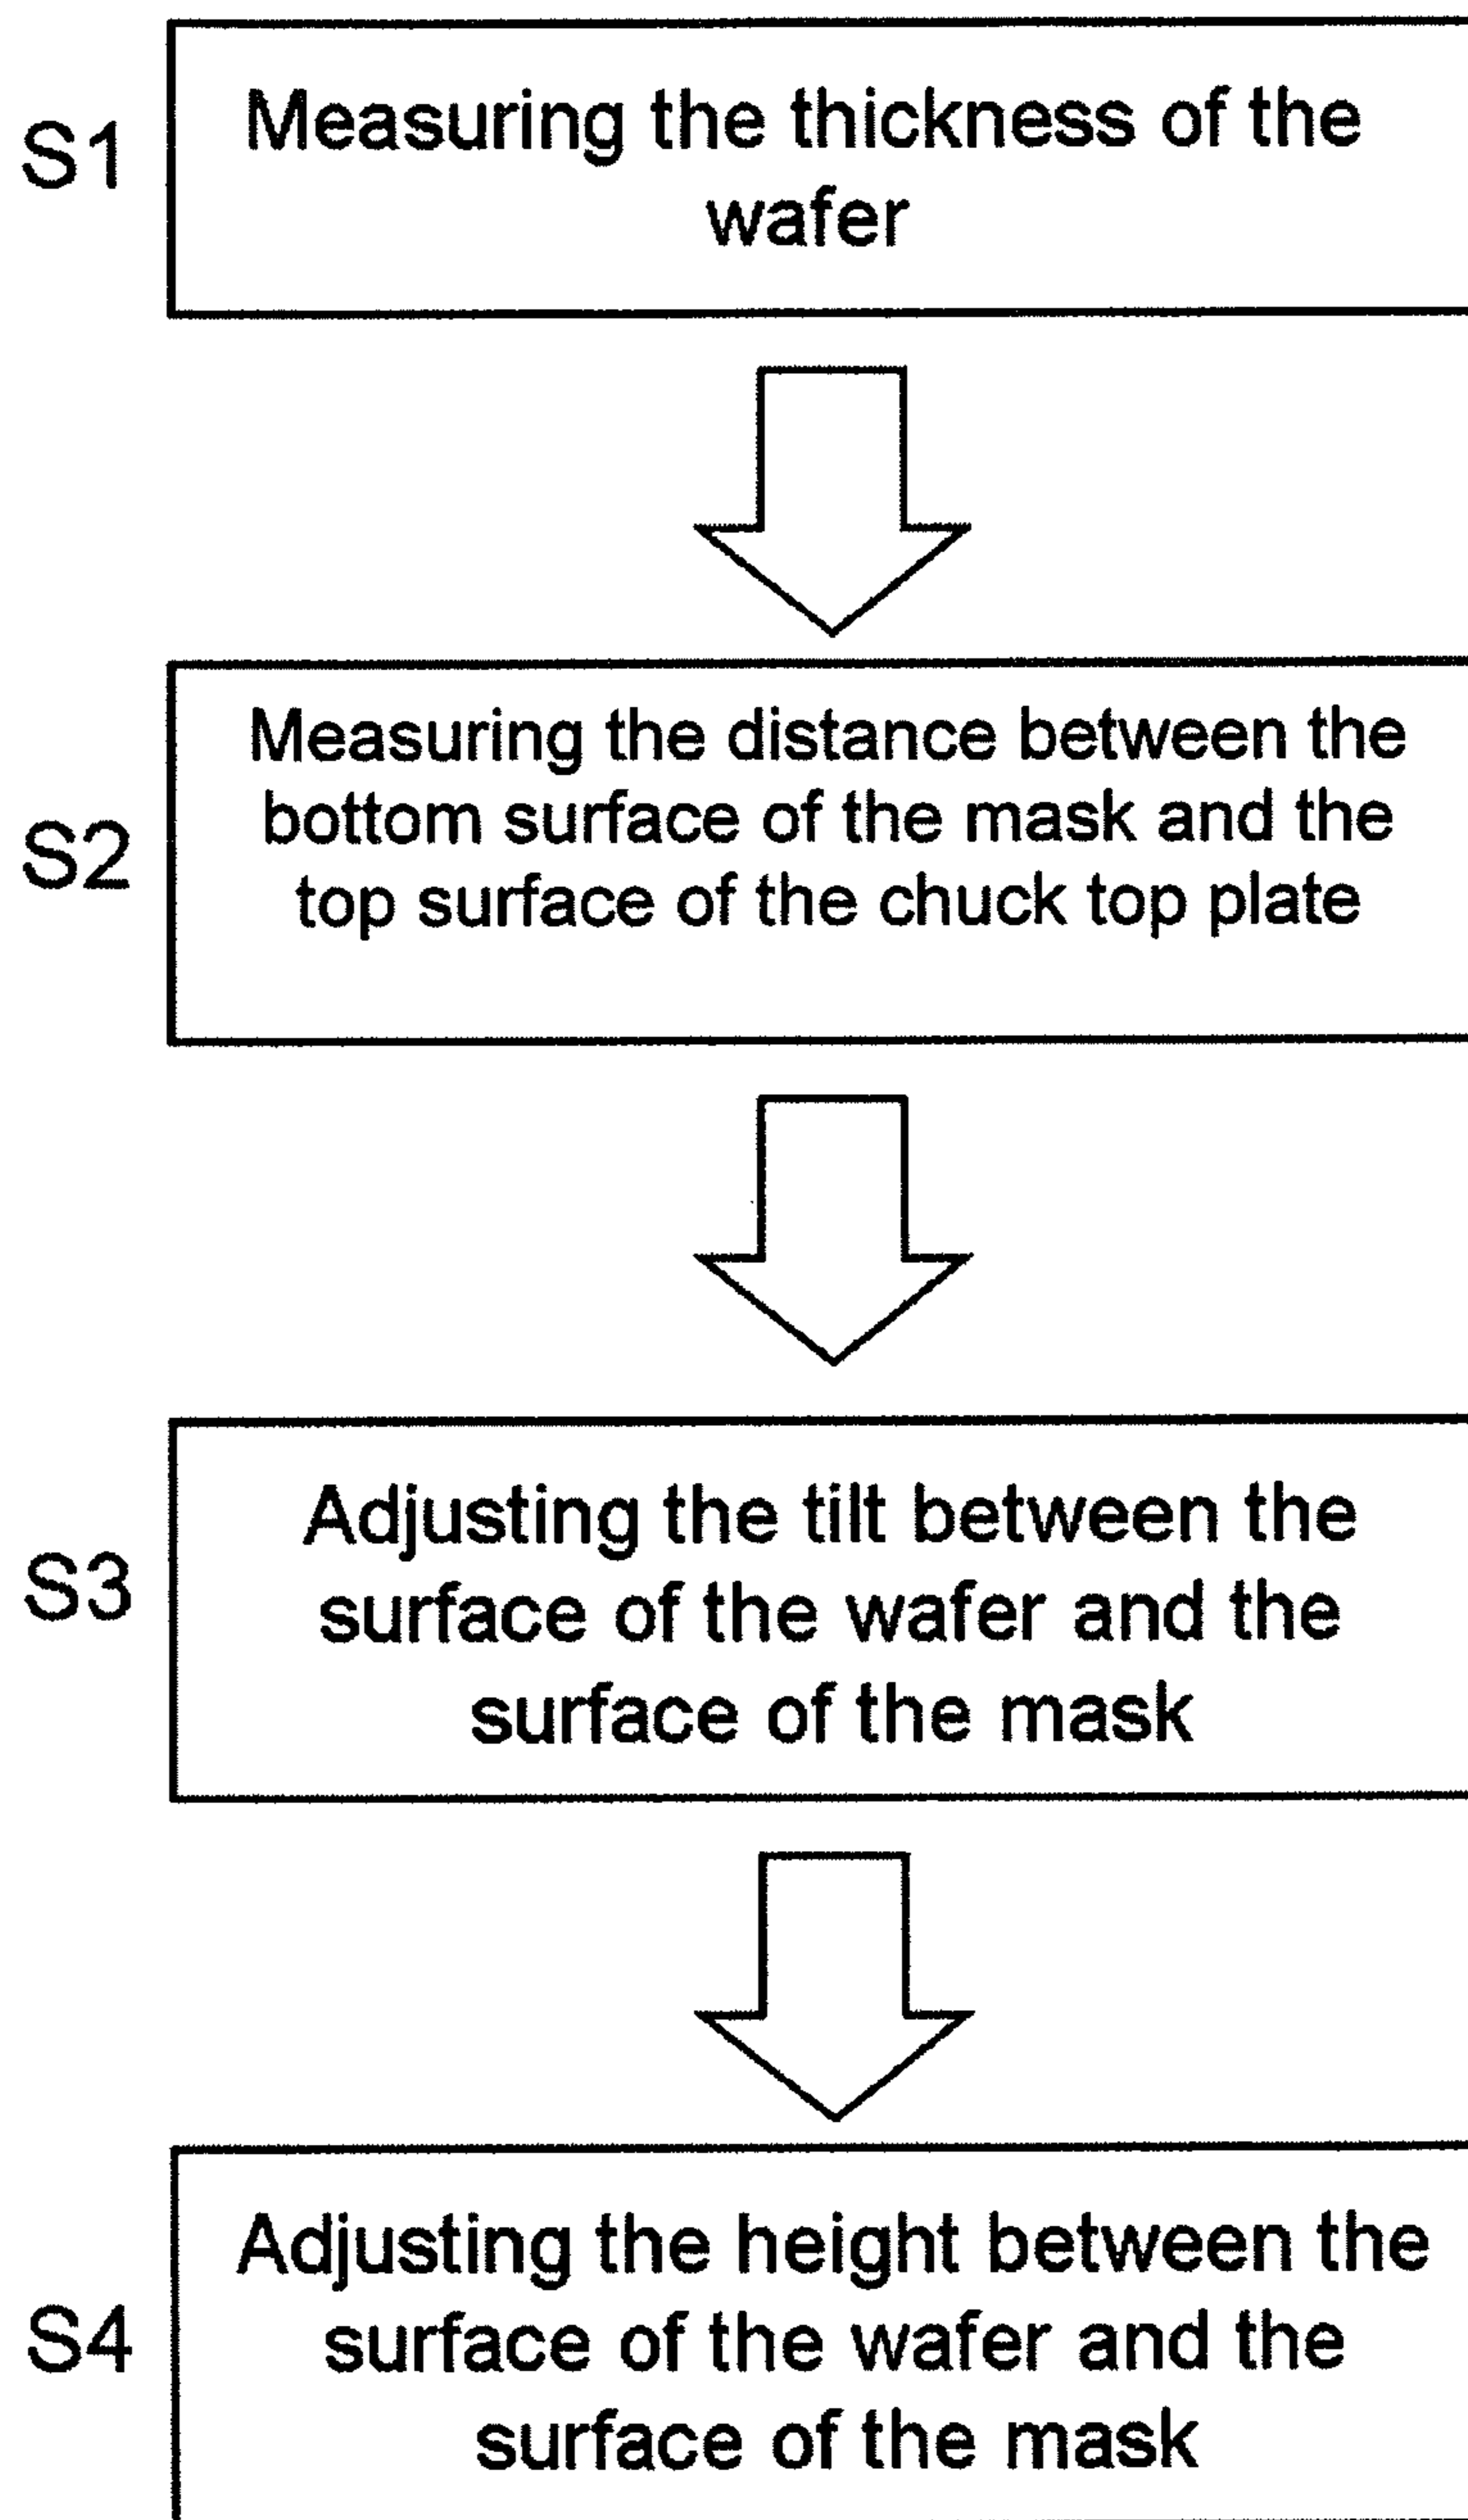 S1
Measuring the thickness of the
wafer
S2
Measuring the distance between the
bottom surface of the mask and the
top surface of the chuck top plate
S3
Adjusting the tilt between the
surface of the wafer and the
surface of the mask
S4
Adjusting the height between the
surface of the wafer and the
surface of the mask